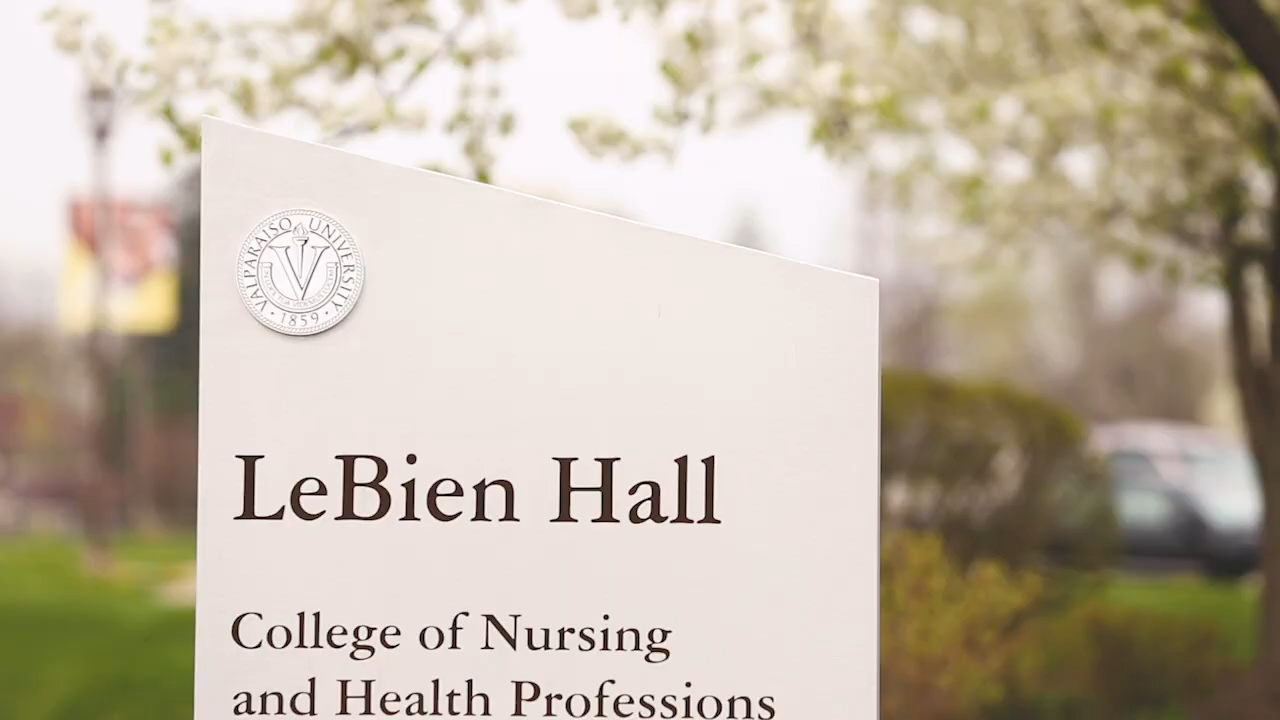 VALPARAISO UNIVERSITY
· 1859 ·
LeBien Hall
College of Nursing
and Health Professions